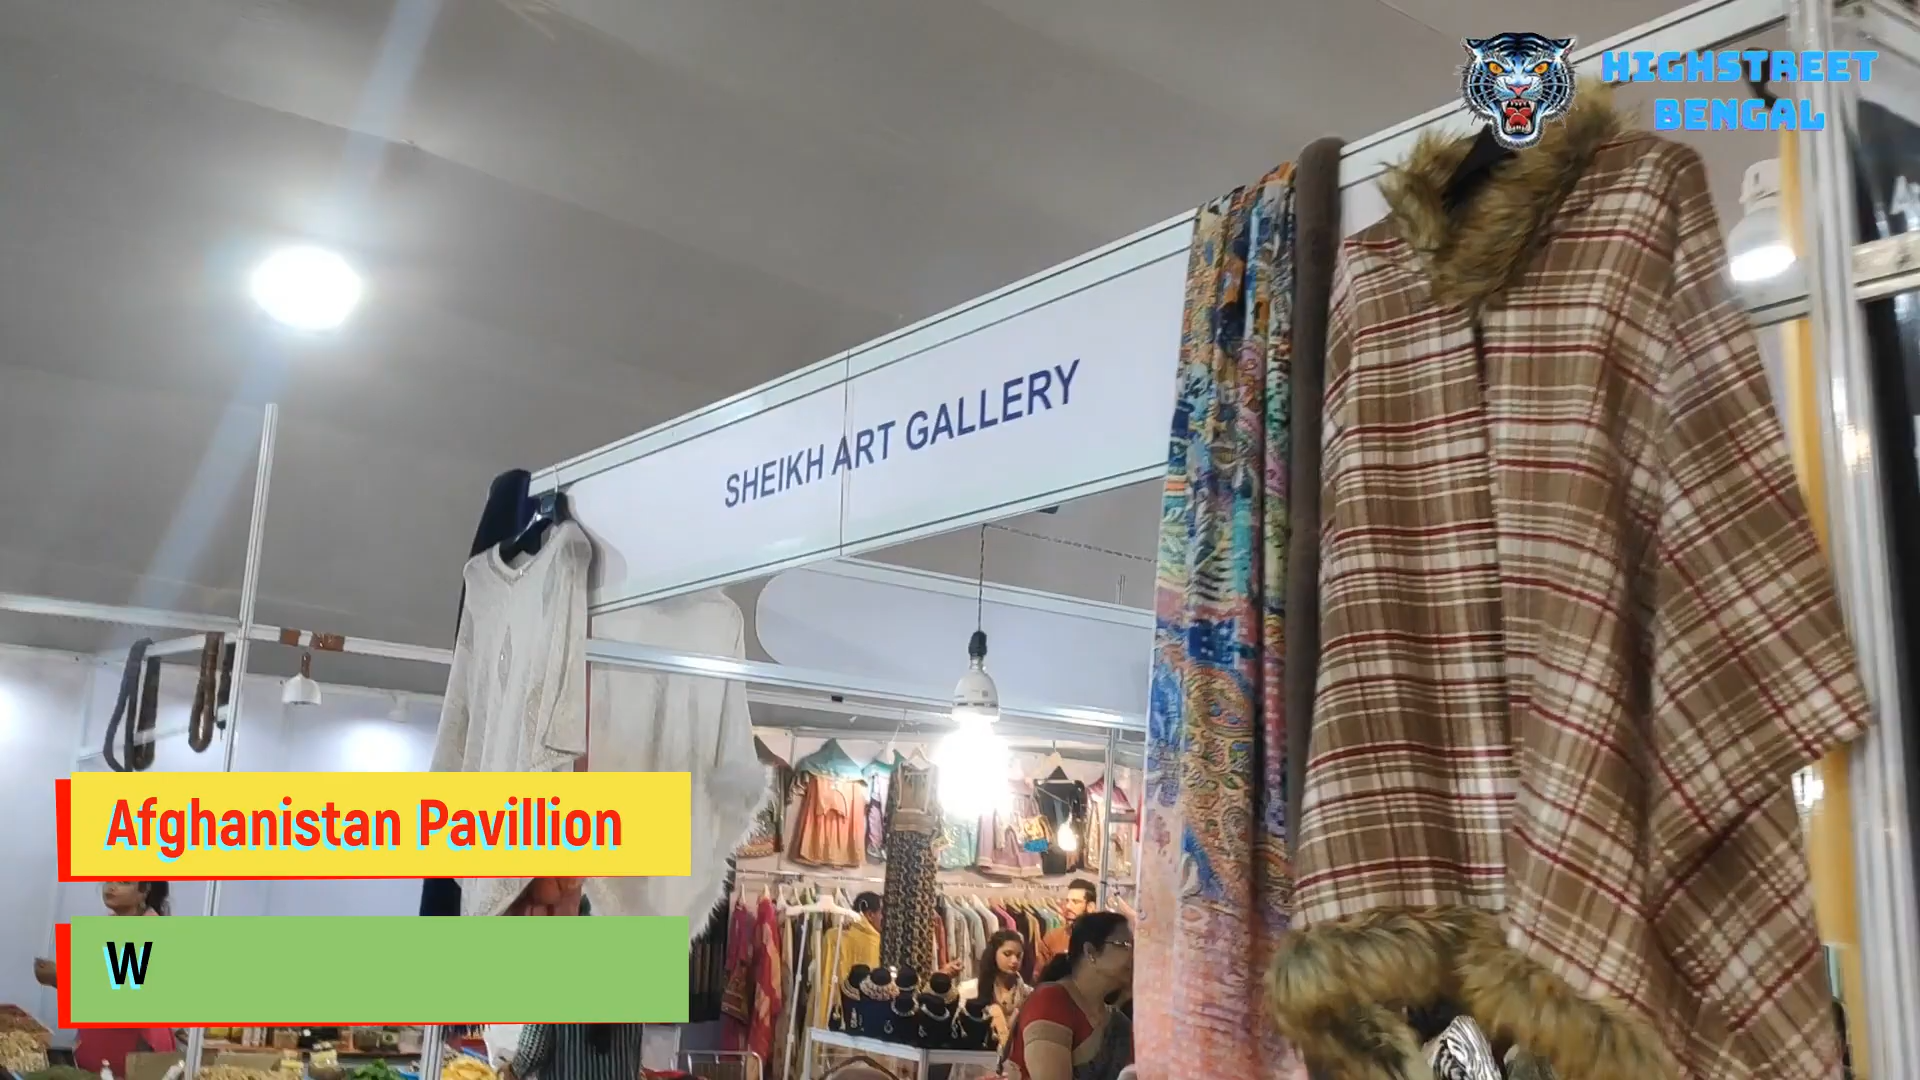 HIGHSTREET
BENGAL
SHEIKH ART GALLERY
Afghanistan Pavillion
W